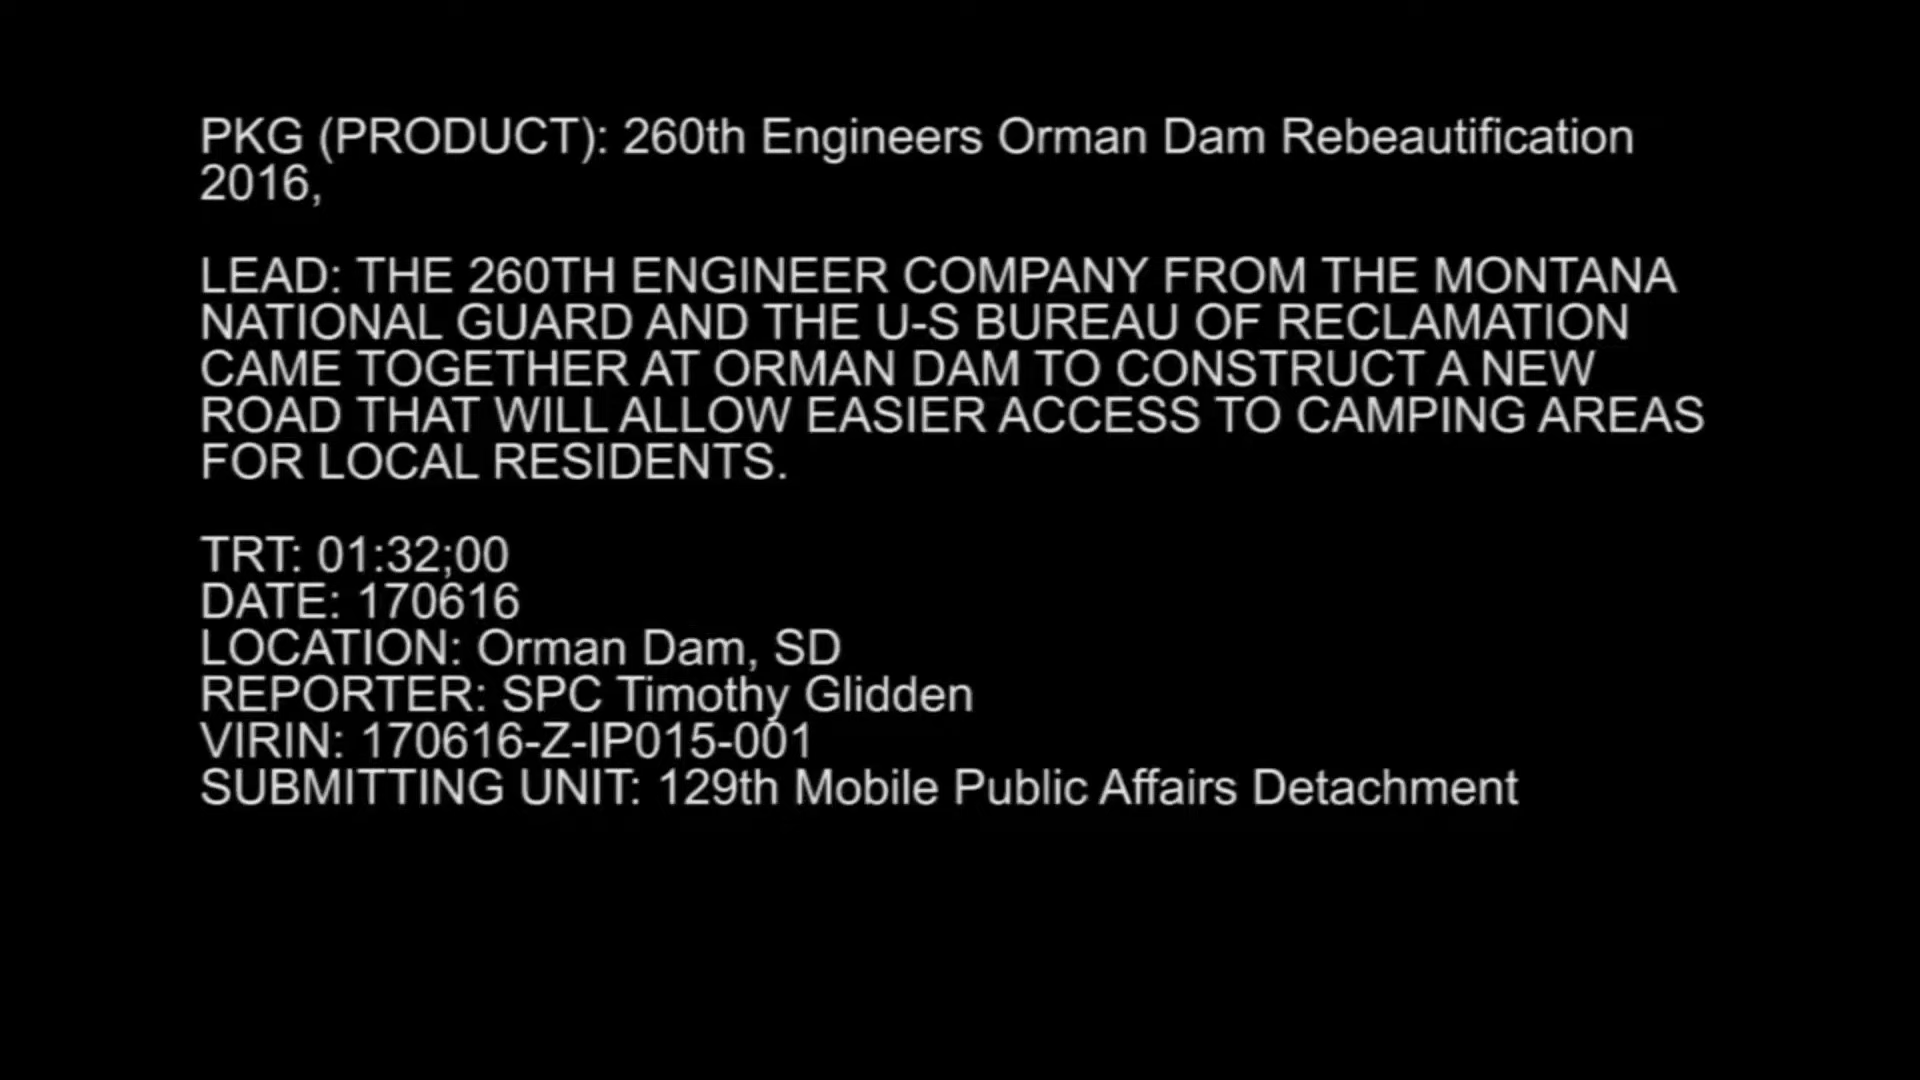 PKG (PRODUCT): 260th Engineers Orman Dam Rebeautification
2016,
LEAD: THE 260TH ENGINEER COMPANY FROM THE MONTANA
NATIONAL GUARD AND THE U-S BUREAU OF RECLAMATION
CAME TOGETHER AT ORMAN DAM TO CONSTRUCT A NEW
ROAD THAT WILL ALLOW EASIER ACCESS TO CAMPING AREAS
FOR LOCAL RESIDENTS.
TRT: 01:32;00
DATE: 170616
LOCATION: Orman Dam, SD
REPORTER: SPC Timothy Glidden
VIRIN: 170616-Z-IP015-001
SUBMITTING UNIT: 129th Mobile Public Affairs Detachment